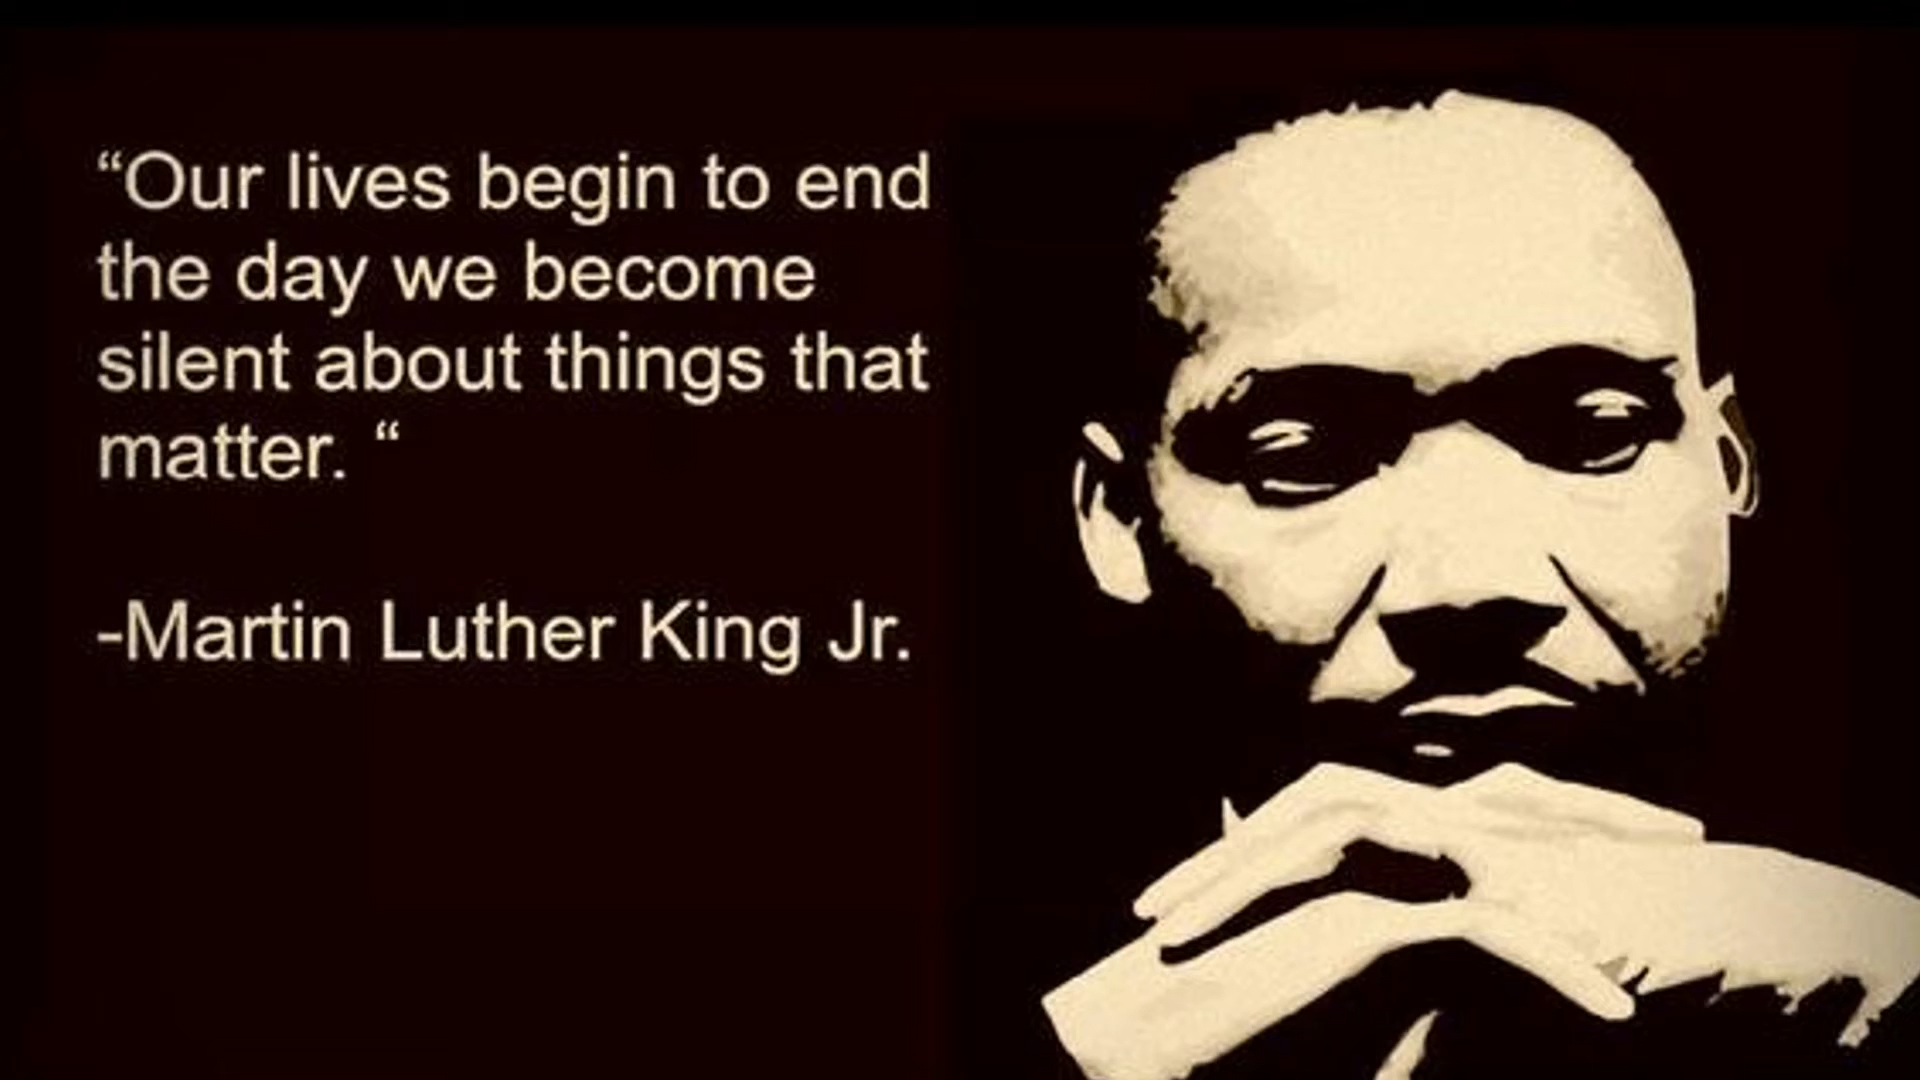 “Our lives begin to end
the day we become
silent about things that
matter. “
-Martin Luther King Jr.